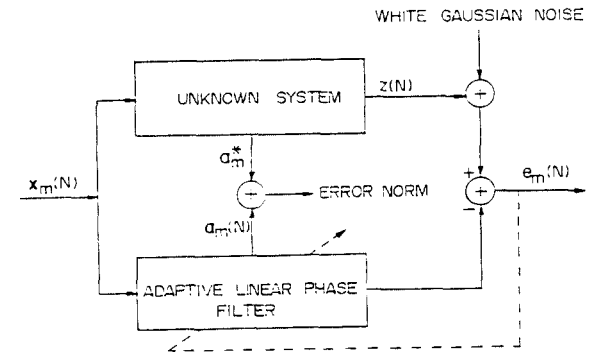 WHITE GAUSSIAN NOISE
UNKNOWN SYSTEM
z(N)
+
a*m
xm(N)
+
ERROR NORM
+
+
−
em(N)
am(N)
ADAPTIVE LINEAR PHASE
FILTER